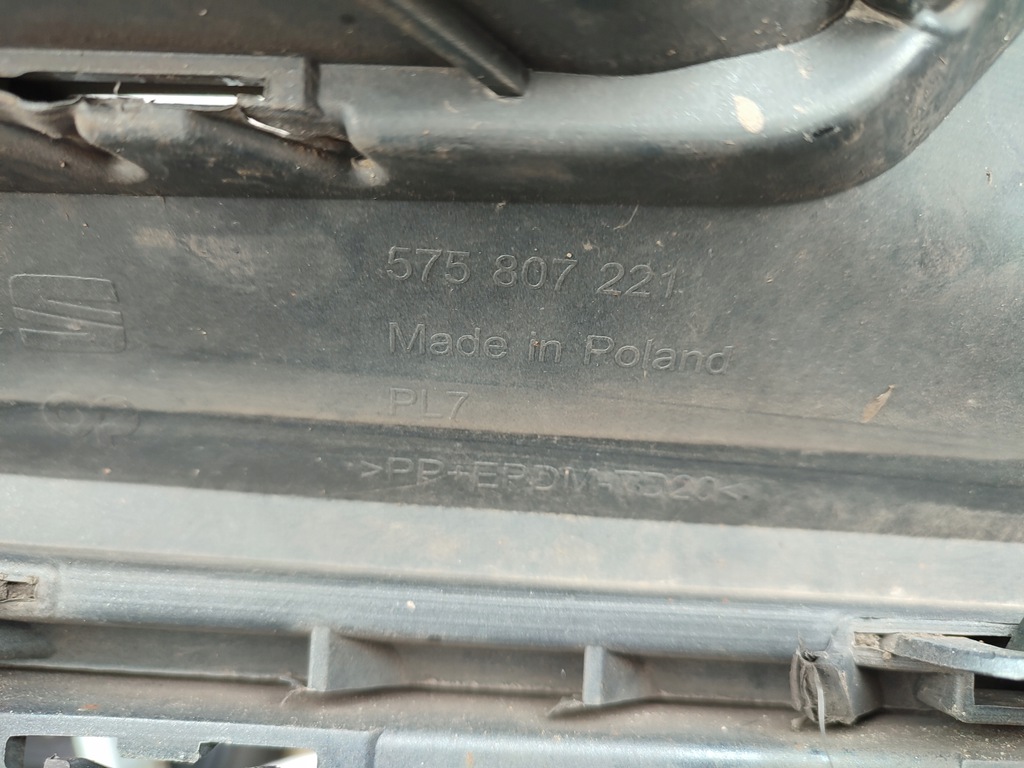 575 807 221
Made in Poland
PL7
>PP+EPDM-TD20<